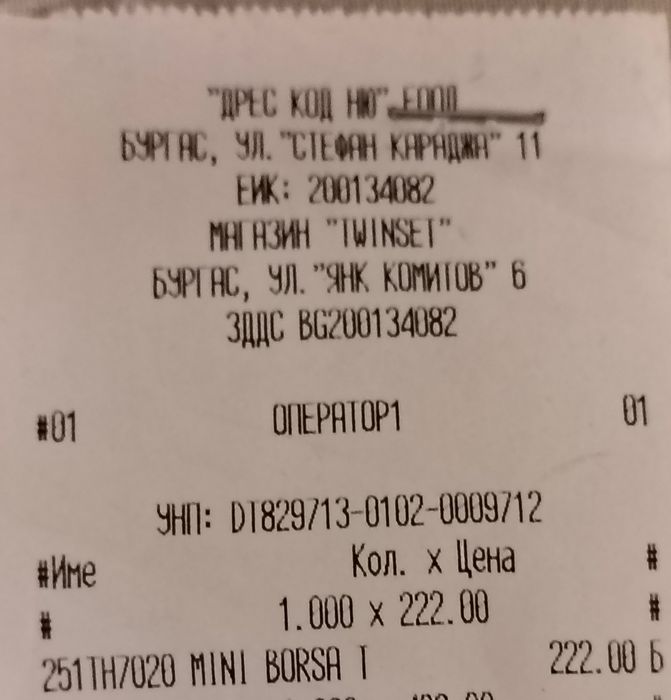 "ДРЕС КОД НЮ" ЕООД
БУРГАС, УЛ. "СТЕФАН КАРАДЖА" 11
ЕИК: 200134082
МАГАЗИН "TWINSET"
БУРГАС, УЛ. "ЯНК КОМИТОВ" 6
ЗДДС BG200134082
#01 ОПЕРАТОР1 01
УНП: DT829713-0102-0009712
#Име Кол. x Цена #
# 1.000 x 222.00 #
251TH7020 MINI BORSA T 222.00 Б